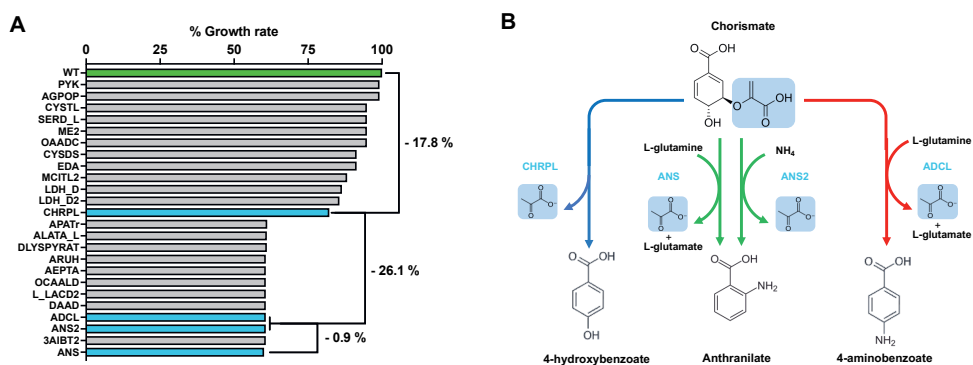 A
% Growth rate
0 25 50 75 100
WT
PYK
AGPOP
CYSTL
SERD_L
ME2
OAADC
CYSDS
EDA
MCITL2
LDH_D
LDH_D2
CHRPL
APATr
ALATA_L
DLYSPYRAT
ARUH
AEPTA
OCAALD
L_LACD2
DAAD
ADCL
ANS2
3AIBT2
ANS
- 17.8 %
- 26.1 %
- 0.9 %
B
Chorismate
O
OH
O
OH
O
OH
CHRPL
O
O-
O
L-glutamine
NH4
ANS
ANS2
O
O-
O
+
L-glutamate
O
O-
O
L-glutamine
ADCL
O
O-
O
+
L-glutamate
O
OH
OH
4-hydroxybenzoate
O
OH
NH2
Anthranilate
O
OH
NH2
4-aminobenzoate